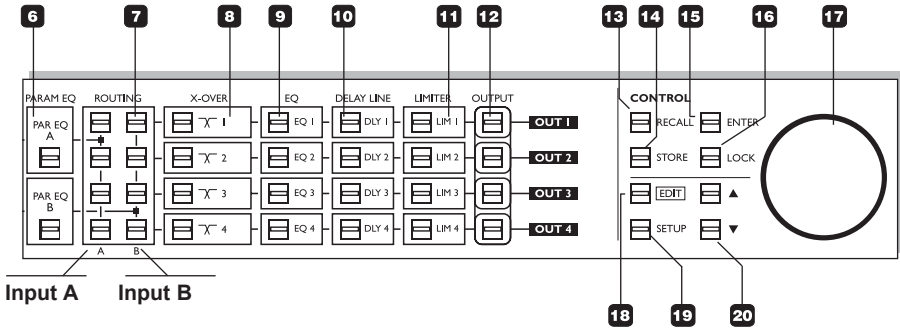 6 7 8 9 10 11 12 13 14 15 16 17
PARAM EQ ROUTING X-OVER EQ DELAY LINE LIMITER OUTPUT CONTROL
PAR EQ A
1 EQ 1 DLY 1 LIM 1 OUT 1 RECALL ENTER
2 EQ 2 DLY 2 LIM 2 OUT 2 STORE LOCK
PAR EQ B
3 EQ 3 DLY 3 LIM 3 OUT 3 EDIT ▲
4 EQ 4 DLY 4 LIM 4 OUT 4 SETUP ▼
A B
Input A Input B
18 19 20